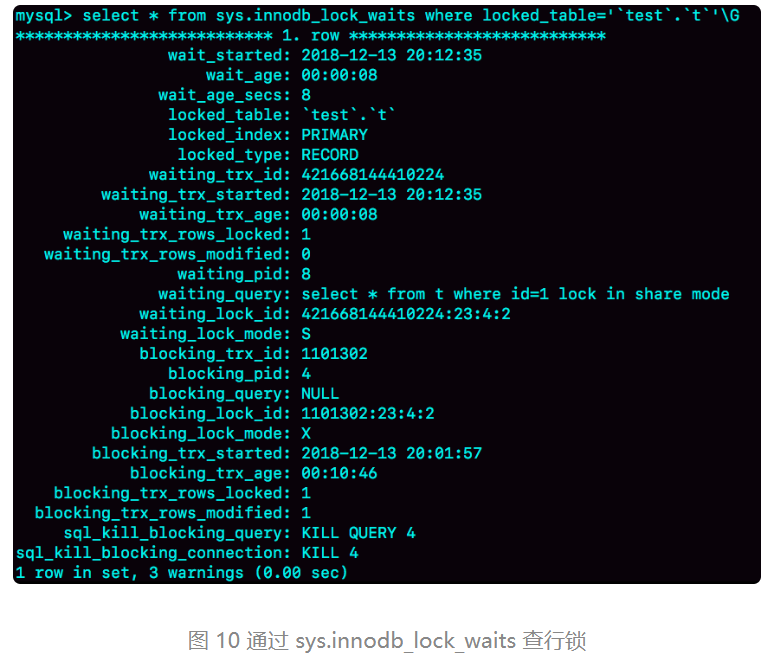 mysql> select * from sys.innodb_lock_waits where locked_table='`test`.`t`'\G
*************************** 1. row ***************************
wait_started: 2018-12-13 20:12:35
wait_age: 00:00:08
wait_age_secs: 8
locked_table: `test`.`t`
locked_index: PRIMARY
locked_type: RECORD
waiting_trx_id: 421668144410224
waiting_trx_started: 2018-12-13 20:12:35
waiting_trx_age: 00:00:08
waiting_trx_rows_locked: 1
waiting_trx_rows_modified: 0
waiting_pid: 8
waiting_query: select * from t where id=1 lock in share mode
waiting_lock_id: 421668144410224:23:4:2
waiting_lock_mode: S
blocking_trx_id: 1101302
blocking_pid: 4
blocking_query: NULL
blocking_lock_id: 1101302:23:4:2
blocking_lock_mode: X
blocking_trx_started: 2018-12-13 20:01:57
blocking_trx_age: 00:10:46
blocking_trx_rows_locked: 1
blocking_trx_rows_modified: 1
sql_kill_blocking_query: KILL QUERY 4
sql_kill_blocking_connection: KILL 4
1 row in set, 3 warnings (0.00 sec)
图 10 通过 sys.innodb_lock_waits 查行锁